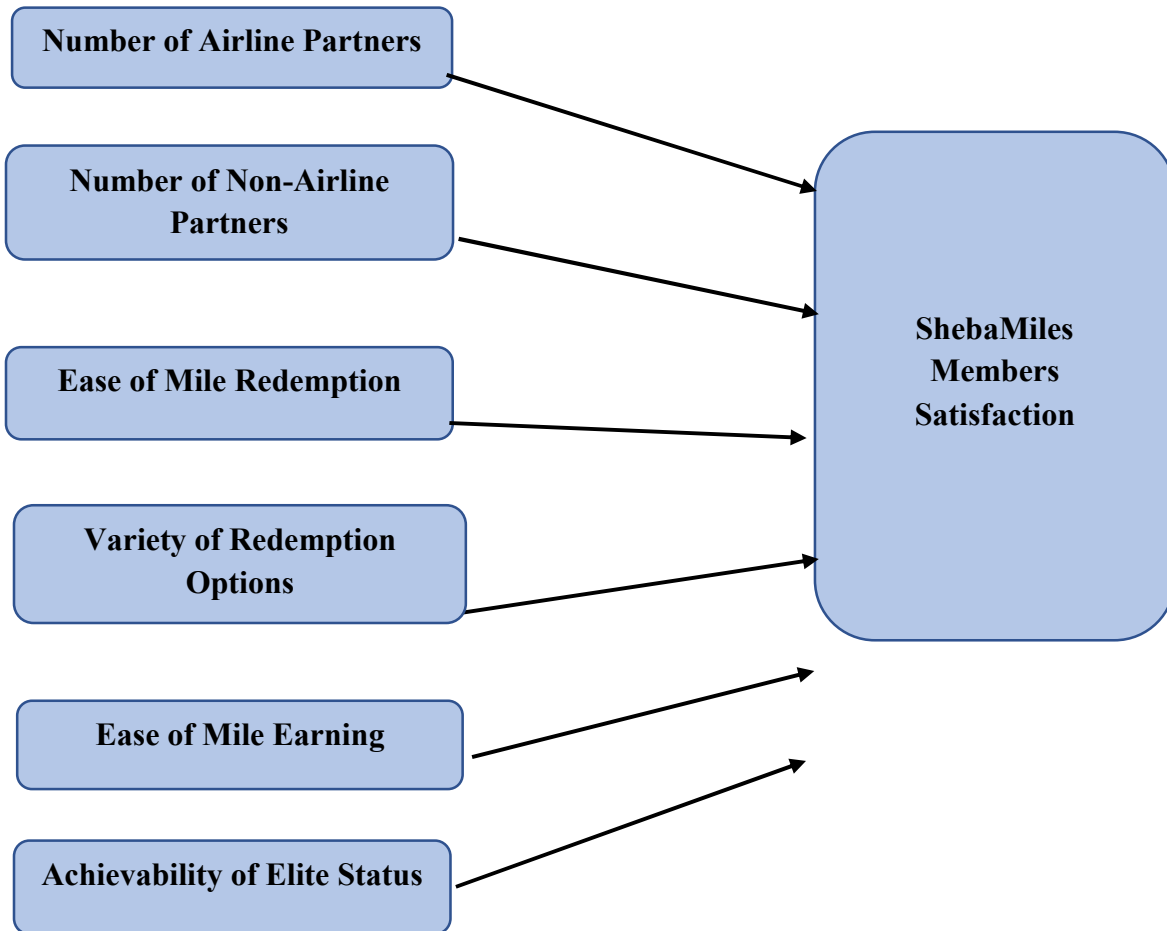 Number of Airline Partners
Number of Non-Airline
Partners
Ease of Mile Redemption
Variety of Redemption
Options
Ease of Mile Earning
Achievability of Elite Status
ShebaMiles
Members
Satisfaction